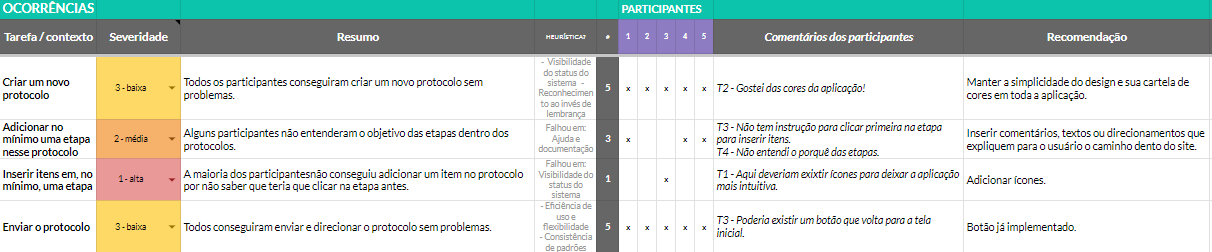 OCORRÊNCIAS PARTICIPANTES
Tarefa / contexto Severidade Resumo HEURÍSTICA? # 1 2 3 4 5 Comentários dos participantes Recomendação
Criar um novo
protocolo
3 - baixa
Todos os participantes conseguiram criar um novo protocolo sem
problemas.
- Visibilidade
do status do
sistema -
Reconhecimen
to ao invés de
lembrança
5 x x x x x
T2 - Gostei das cores da aplicação!
Manter a simplicidade do design e sua cartela de
cores em toda a aplicação.
Adicionar no
mínimo uma etapa
nesse protocolo
2 - média
Alguns participantes não entenderam o objetivo das etapas dentro dos
protocolos.
Falhou em:
Ajuda e
documentação
3 x x x
T3 - Não tem instrução para clicar primeira na etapa
para inserir itens.
T4 - Não entendi o porquê das etapas.
Inserir comentários, textos ou direcionamentos que
expliquem para o usuário o caminho dento do site.
Inserir itens em, no
mínimo, uma etapa
1 - alta
A maioria dos participantesnão conseguiu adicionar um item no protocolo
por não saber que teria que clicar na etapa antes.
Falhou em:
Visibilidade do
status do
sistema
1 x
T1 - Aqui deveriam exixtir ícones para deixar a aplicação
mais intuitiva.
Adicionar ícones.
Enviar o protocolo
3 - baixa
Todos conseguiram enviar e direcionar o protocolo sem problemas.
- Eficiência de
uso e
flexibilidade
- Consistência
de padrões
5 x x x x x
T3 - Poderia existir um botão que volta para a tela
inicial.
Botão já implementado.